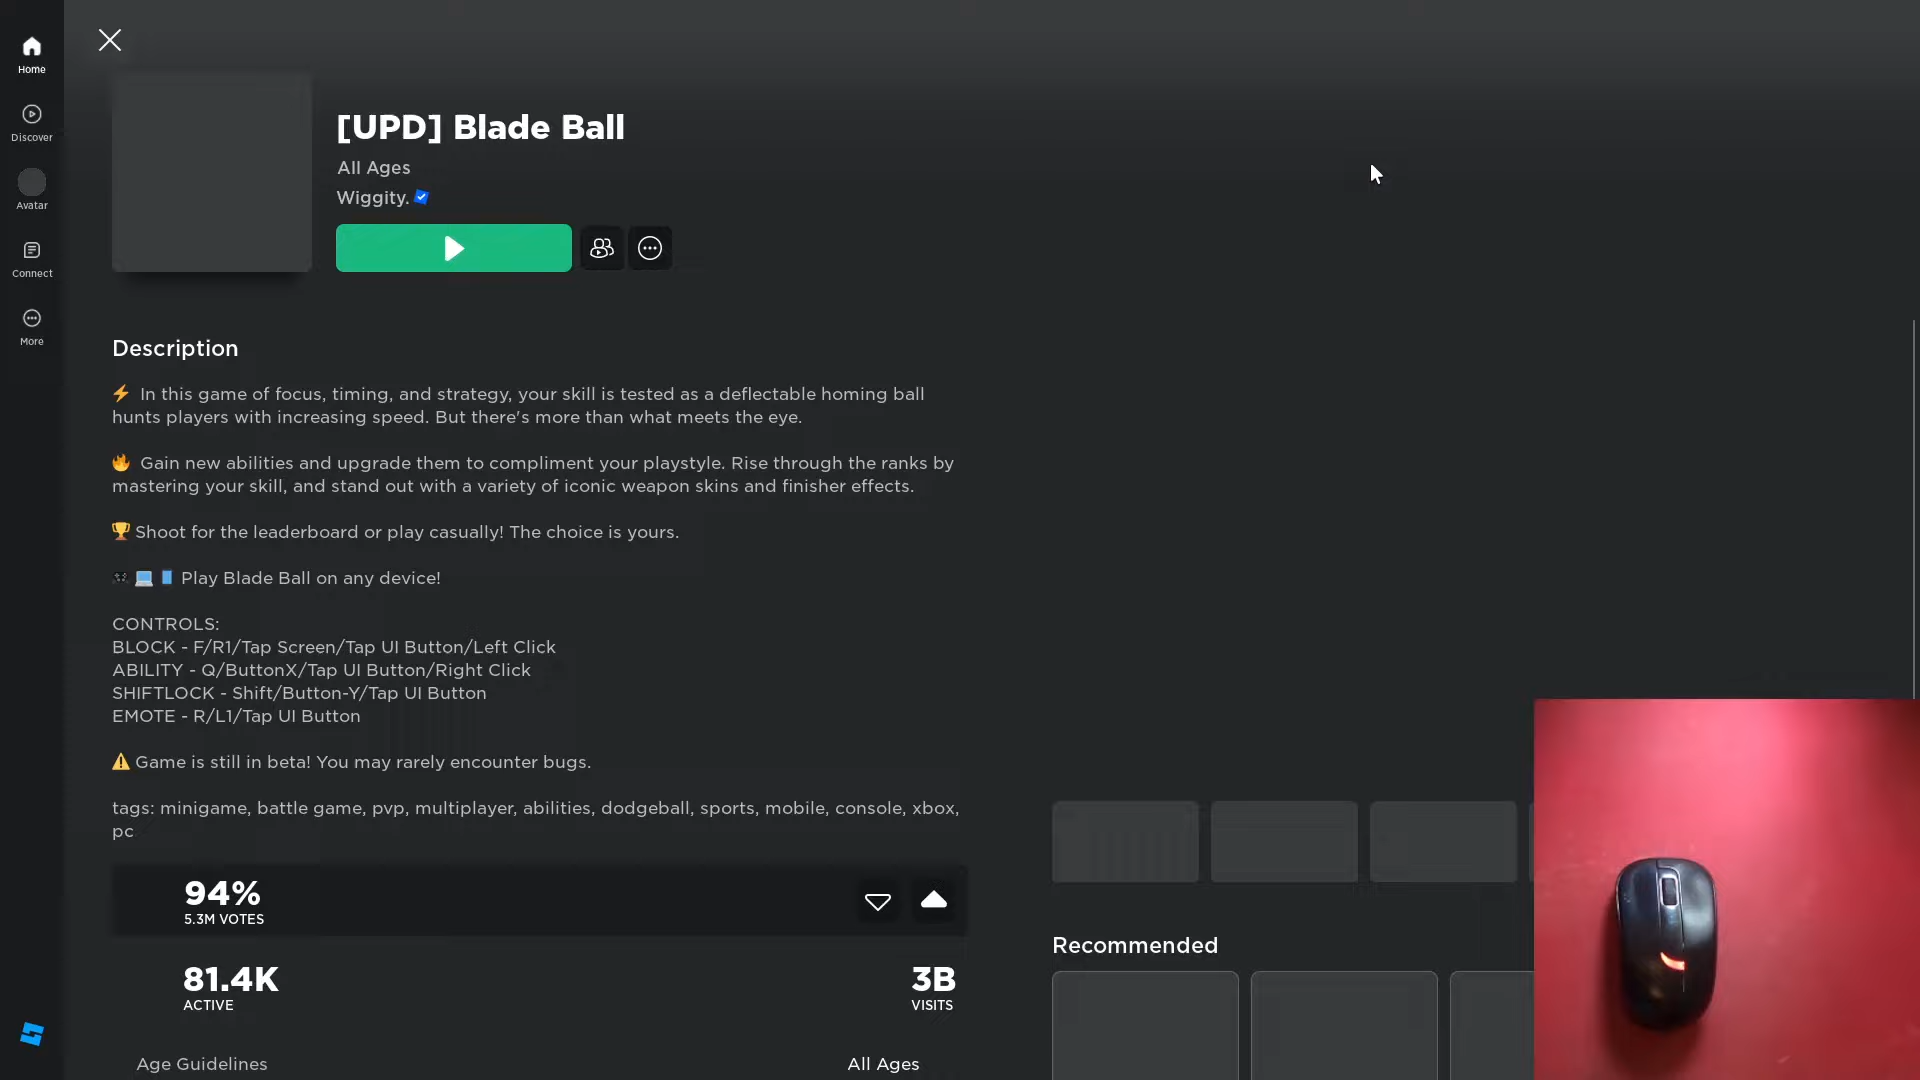 Home
Discover
Avatar
Connect
More
[UPD] Blade Ball
All Ages
Wiggity.
Description
⚡ In this game of focus, timing, and strategy, your skill is tested as a deflectable homing ball
hunts players with increasing speed. But there's more than what meets the eye.
🔥 Gain new abilities and upgrade them to compliment your playstyle. Rise through the ranks by
mastering your skill, and stand out with a variety of iconic weapon skins and finisher effects.
🏆 Shoot for the leaderboard or play casually! The choice is yours.
🎮💻📱 Play Blade Ball on any device!
CONTROLS:
BLOCK - F/R1/Tap Screen/Tap UI Button/Left Click
ABILITY - Q/ButtonX/Tap UI Button/Right Click
SHIFTLOCK - Shift/Button-Y/Tap UI Button
EMOTE - R/L1/Tap UI Button
⚠️ Game is still in beta! You may rarely encounter bugs.
tags: minigame, battle game, pvp, multiplayer, abilities, dodgeball, sports, mobile, console, xbox,
pc
94%
5.3M VOTES
81.4K
ACTIVE
3B
VISITS
Age Guidelines
All Ages
Recommended